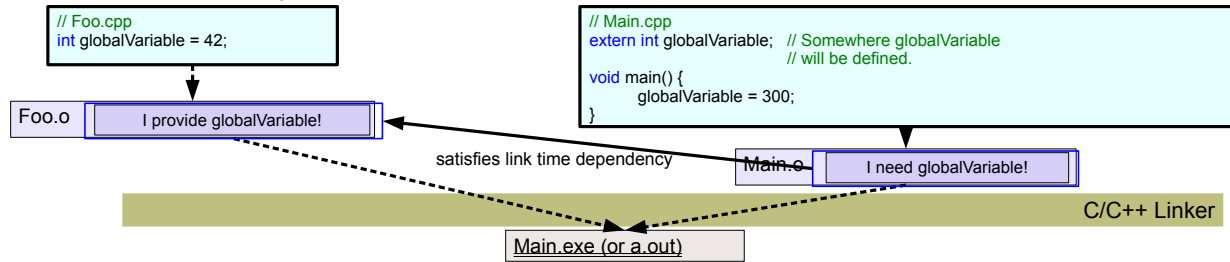 // Foo.cpp
int globalVariable = 42;
// Main.cpp
extern int globalVariable; // Somewhere globalVariable
// will be defined.
void main() {
globalVariable = 300;
}
Foo.o
I provide globalVariable!
satisfies link time dependency
Main.o
I need globalVariable!
C/C++ Linker
Main.exe (or a.out)